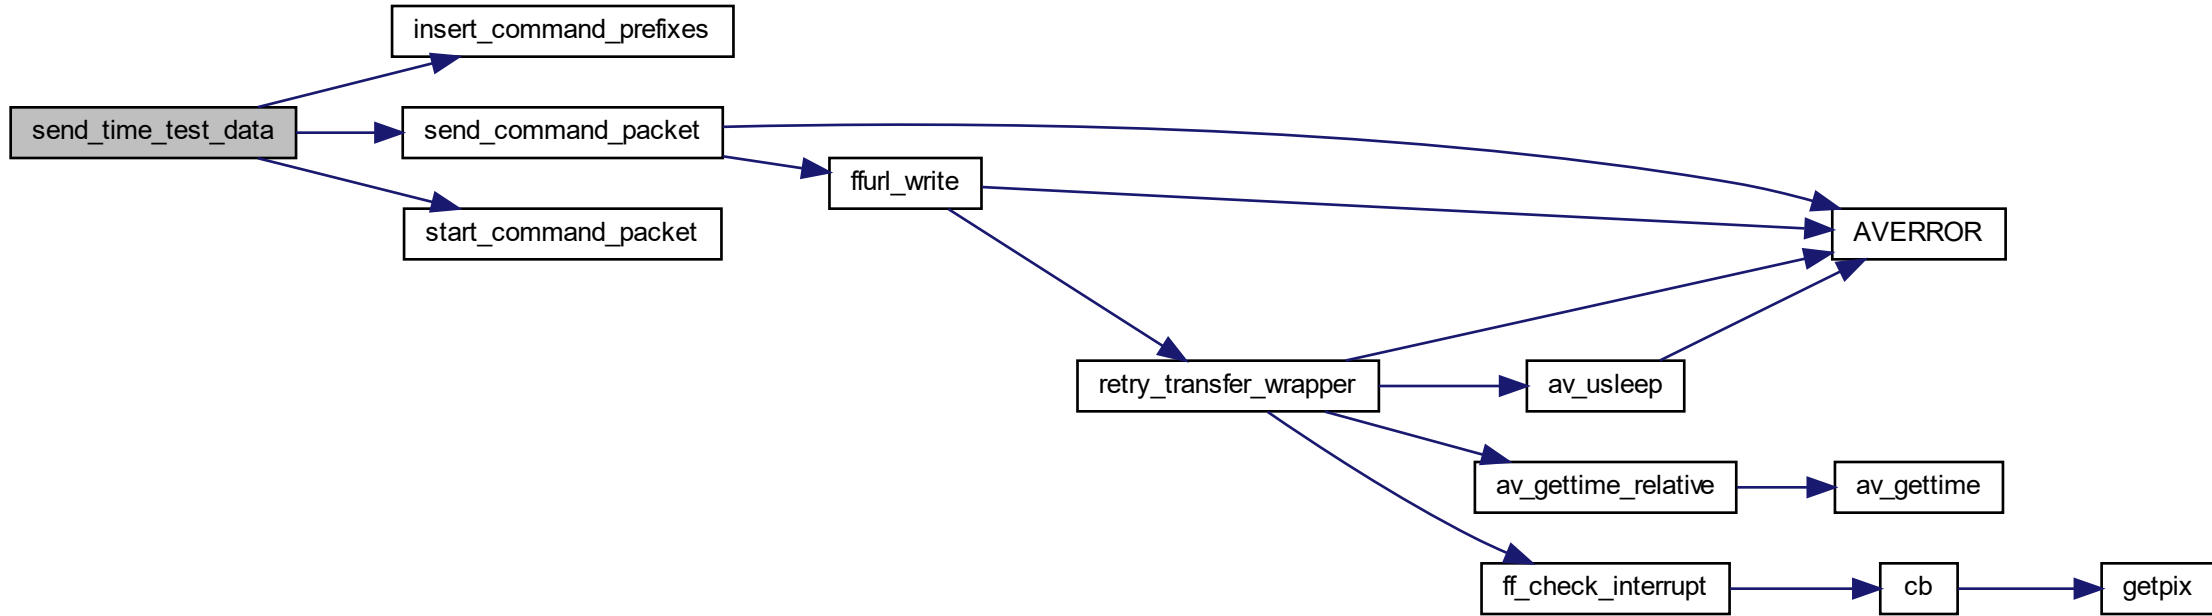 insert_command_prefixes
send_time_test_data
send_command_packet
ffurl_write
start_command_packet
AVERROR
retry_transfer_wrapper
av_usleep
av_gettime_relative
av_gettime
ff_check_interrupt
cb
getpix